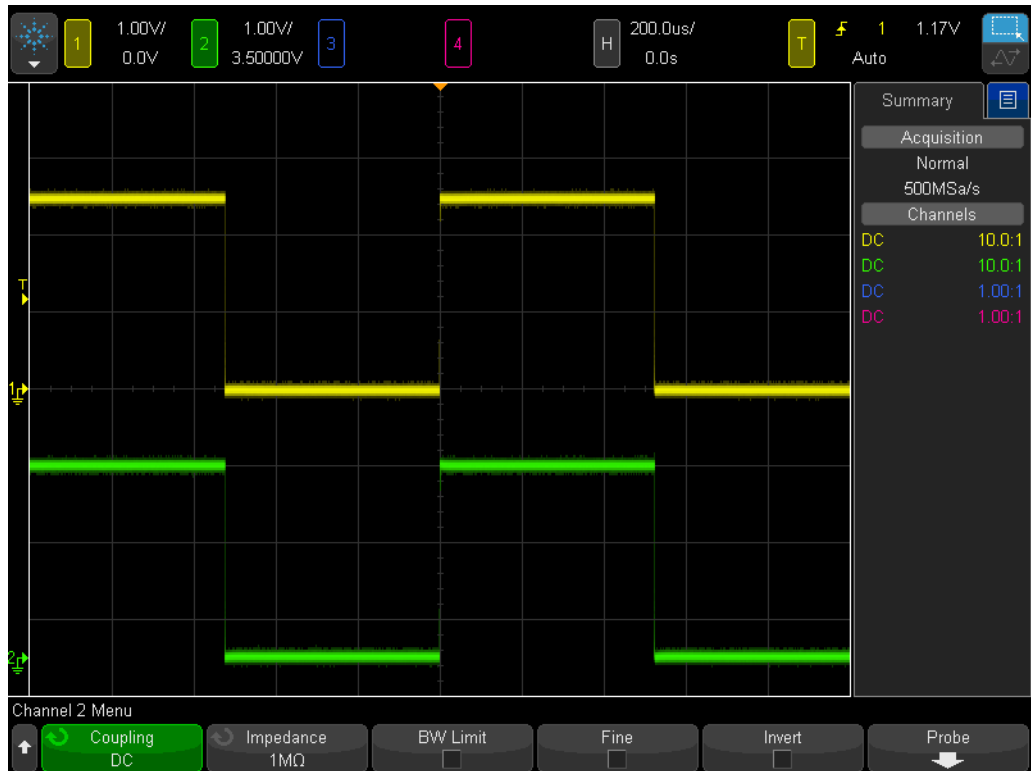 1 1.00V/ 2 1.00V/ 3 4 H 200.0us/ T 1 1.17V
0.0V 3.50000V 0.0s Auto
Summary
Acquisition
Normal
500MSa/s
Channels
DC 10.0:1
DC 10.0:1
DC 1.00:1
DC 1.00:1
T
1
2
Channel 2 Menu
Coupling Impedance BW Limit Fine Invert Probe
DC 1MΩ